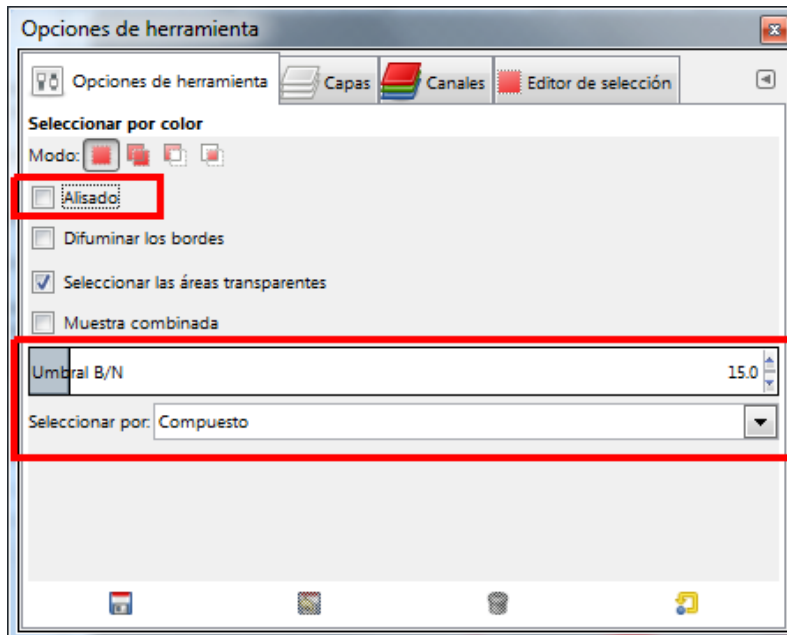 Opciones de herramienta
Opciones de herramienta Capas Canales Editor de selección
Seleccionar por color
Modo:
Alisado
Difuminar los bordes
Seleccionar las áreas transparentes
Muestra combinada
Umbral B/N 15.0
Seleccionar por: Compuesto